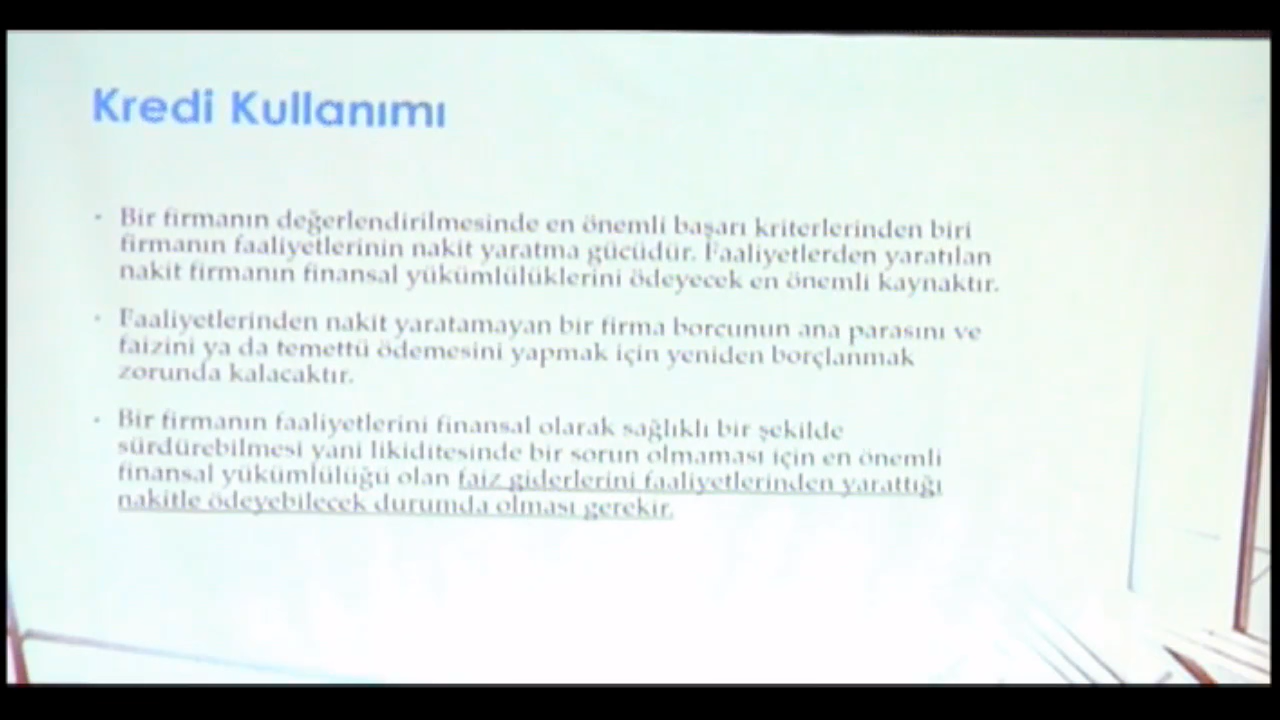 Kredi Kullanımı
- Bir firmanın değerlendirilmesinde en önemli başarı kriterlerinden biri
firmanın faaliyetlerinin nakit yaratma gücüdür. Faaliyetlerden yaratılan
nakit firmanın finansal yükümlülüklerini ödeyecek en önemli kaynaktır.
- Faaliyetlerinden nakit yaratamayan bir firma borcunun ana parasını ve
faizini ya da temettü ödemesini yapmak için yeniden borçlanmak
zorunda kalacaktır.
- Bir firmanın faaliyetlerini finansal olarak sağlıklı bir şekilde
sürdürebilmesi yani likiditesinde bir sorun olmaması için en önemli
finansal yükümlülüğü olan faiz giderlerini faaliyetlerinden yarattığı
nakitle ödeyebilecek durumda olması gerekir.